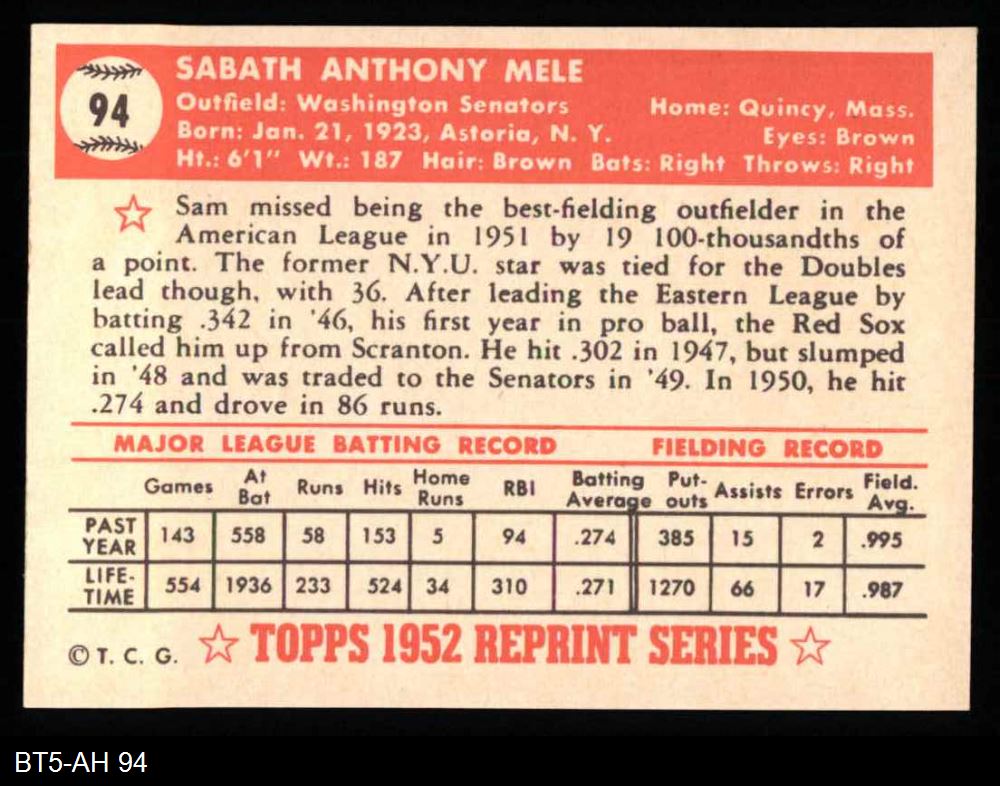 94
SABATH ANTHONY MELE
Outfield: Washington Senators Home: Quincy, Mass.
Born: Jan. 21, 1923, Astoria, N. Y. Eyes: Brown
Ht.: 6'1" Wt.: 187 Hair: Brown Bats: Right Throws: Right
Sam missed being the best-fielding outfielder in the
American League in 1951 by 19 100-thousandths of
a point. The former N.Y.U. star was tied for the Doubles
lead though, with 36. After leading the Eastern League by
batting .342 in '46, his first year in pro ball, the Red Sox
called him up from Scranton. He hit .302 in 1947, but slumped
in '48 and was traded to the Senators in '49. In 1950, he hit
.274 and drove in 86 runs.
MAJOR LEAGUE BATTING RECORD FIELDING RECORD
Games At Bat Runs Hits Home Runs RBI Batting Average Put-outs Assists Errors Field. Avg.
PAST YEAR 143 558 58 153 5 94 .274 385 15 2 .995
LIFE-TIME 554 1936 233 524 34 310 .271 1270 66 17 .987
© T. C. G. ☆ TOPPS 1952 REPRINT SERIES ☆
BT5-AH 94